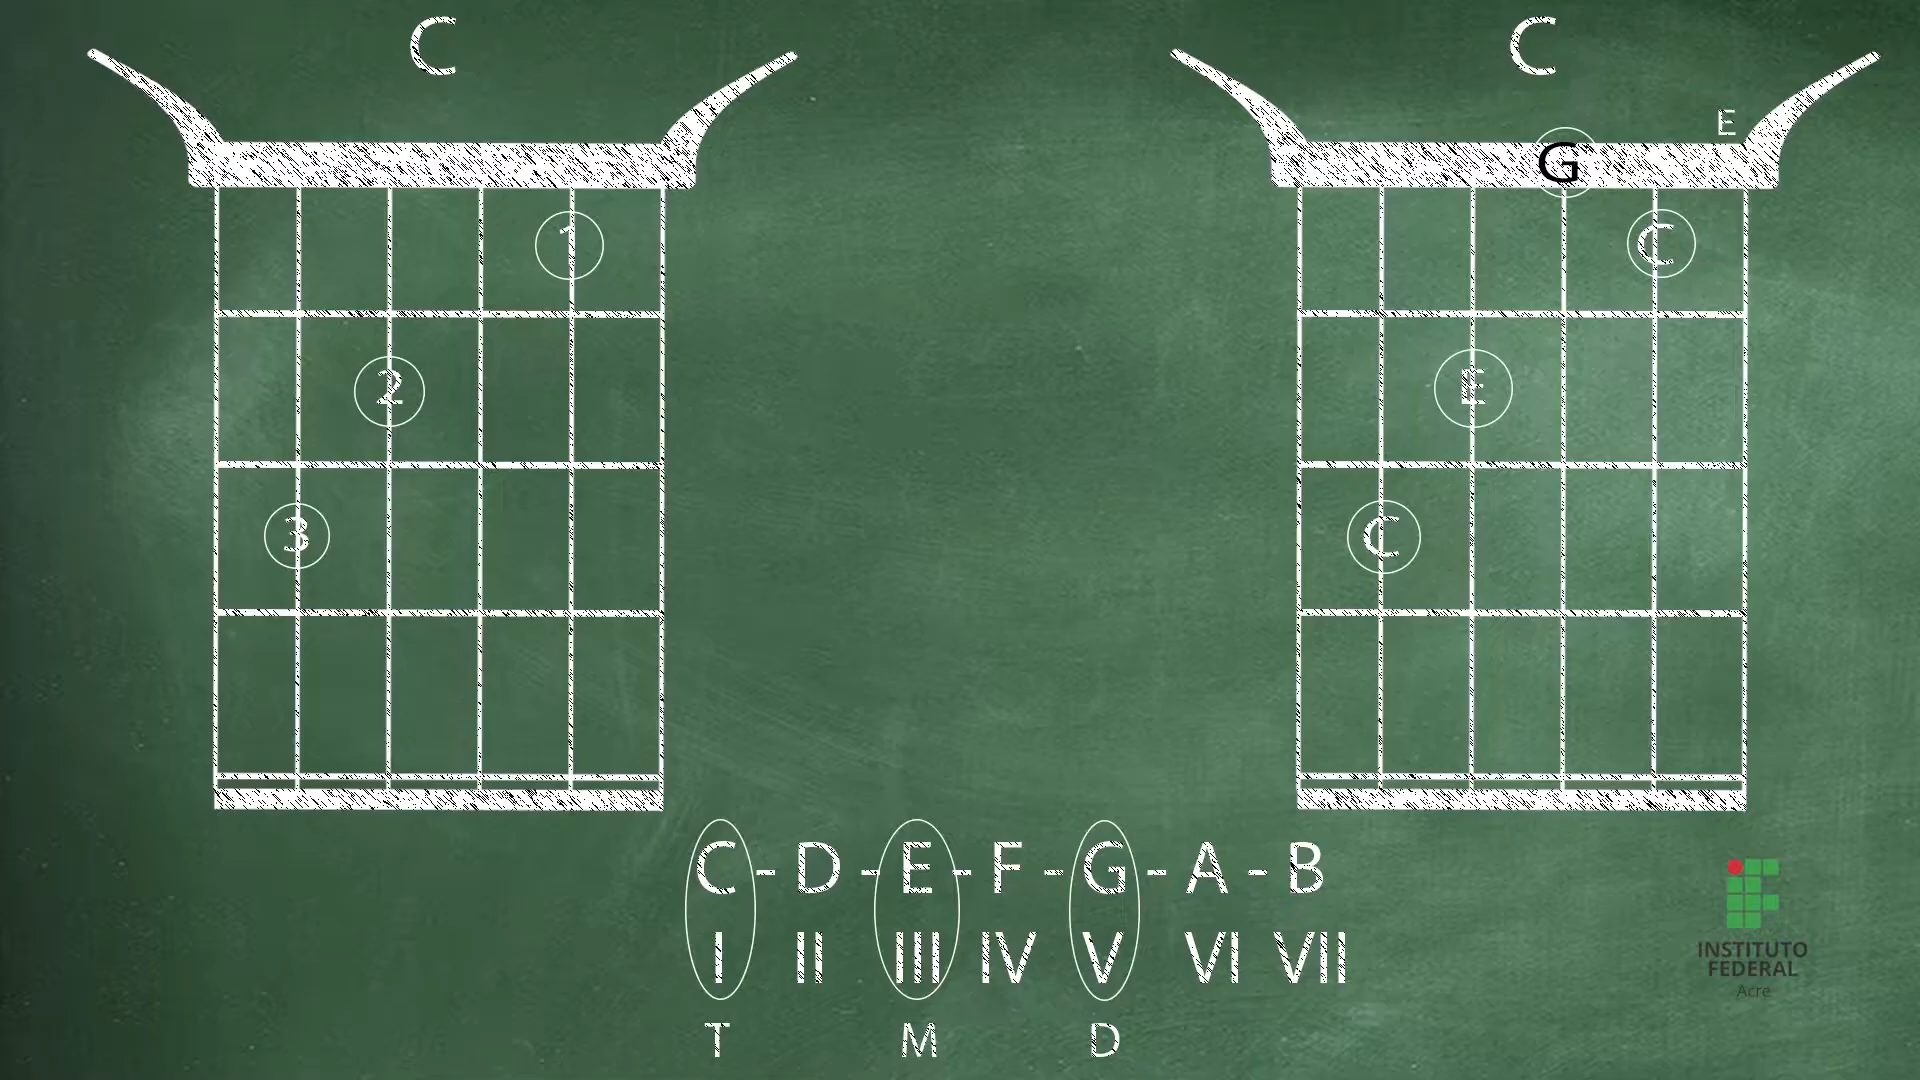 C
1
2
3
C
E
G
C
E
C
C - D - E - F - G - A - B
I II III IV V VI VII
T M D
INSTITUTO
FEDERAL
Acre